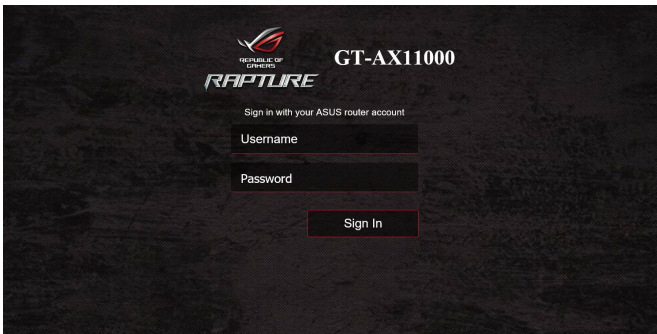 REPUBLIC OF
GAMERS
GT-AX11000
RAPTURE
Sign in with your ASUS router account
Username
Password
Sign In